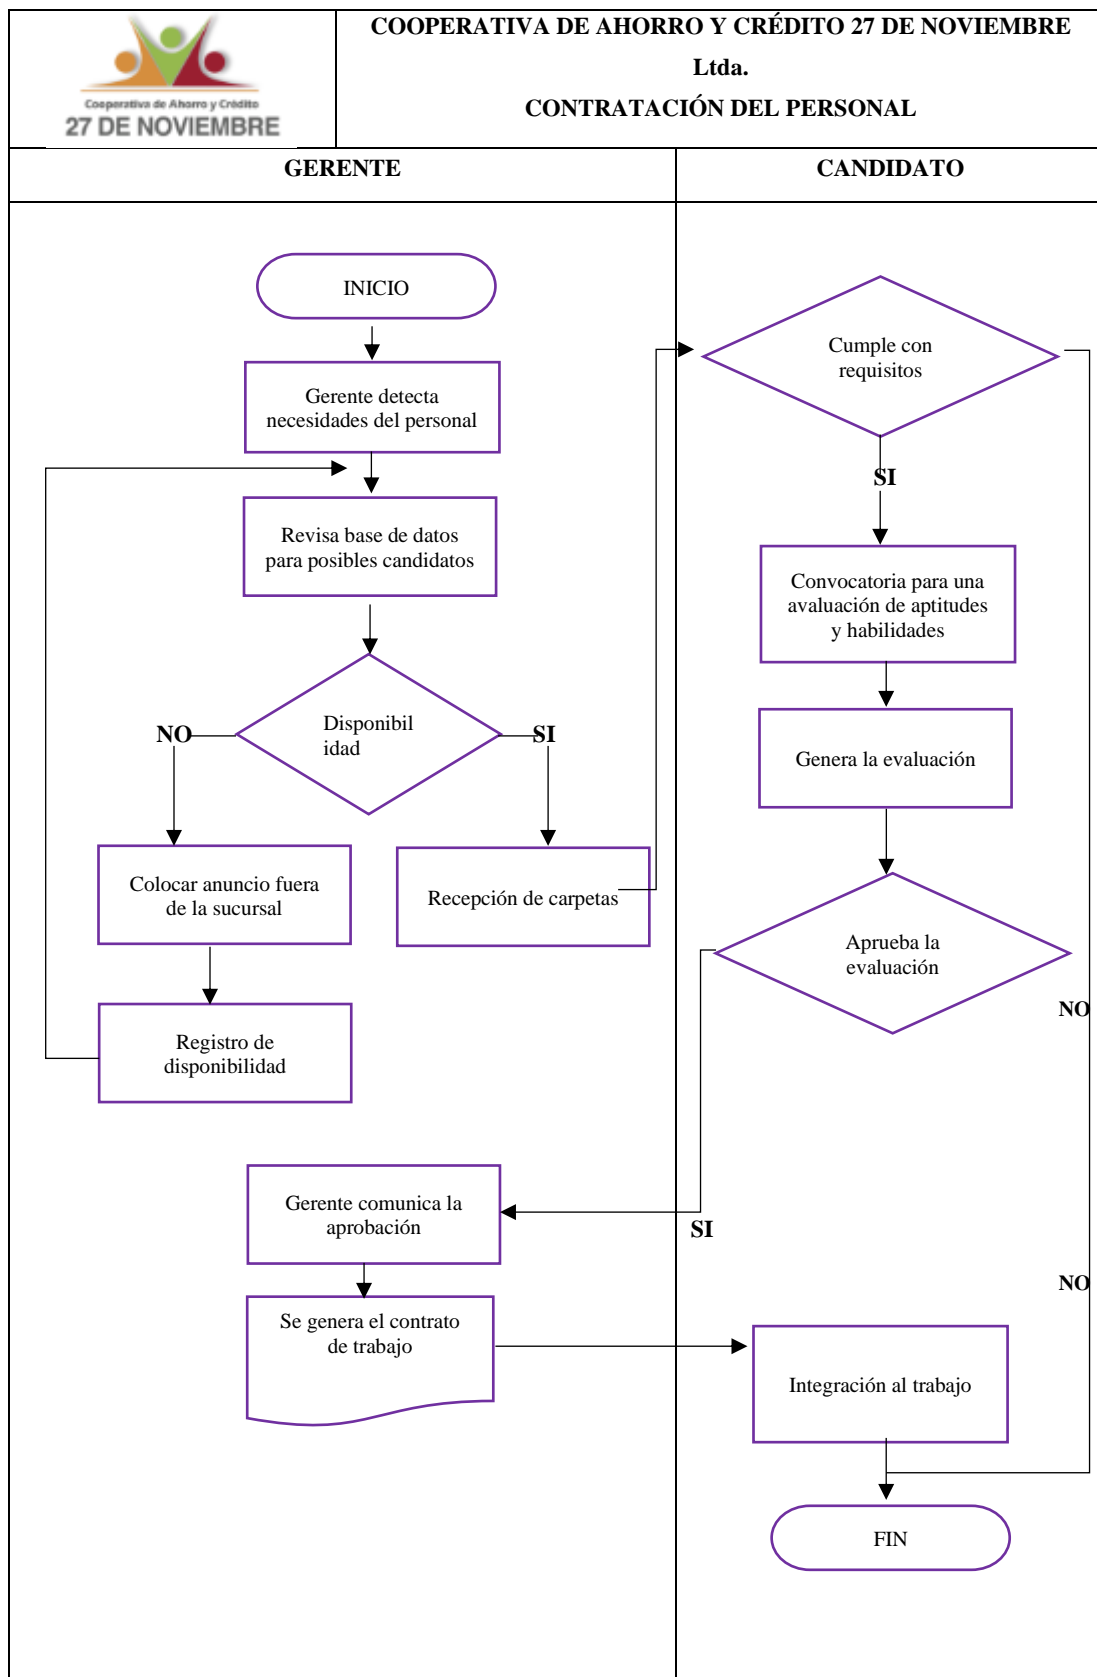 Cooperativa de Ahorro y Crédito
27 DE NOVIEMBRE
COOPERATIVA DE AHORRO Y CRÉDITO 27 DE NOVIEMBRE
Ltda.
CONTRATACIÓN DEL PERSONAL
GERENTE
CANDIDATO
INICIO
Gerente detecta
necesidades del personal
Revisa base de datos
para posibles candidatos
Disponibil
idad
NO
SI
Colocar anuncio fuera
de la sucursal
Recepción de carpetas
Registro de
disponibilidad
Cumple con
requisitos
SI
Convocatoria para una
avaluación de aptitudes
y habilidades
Genera la evaluación
Aprueba la
evaluación
NO
SI
Gerente comunica la
aprobación
Se genera el contrato
de trabajo
NO
Integración al trabajo
FIN